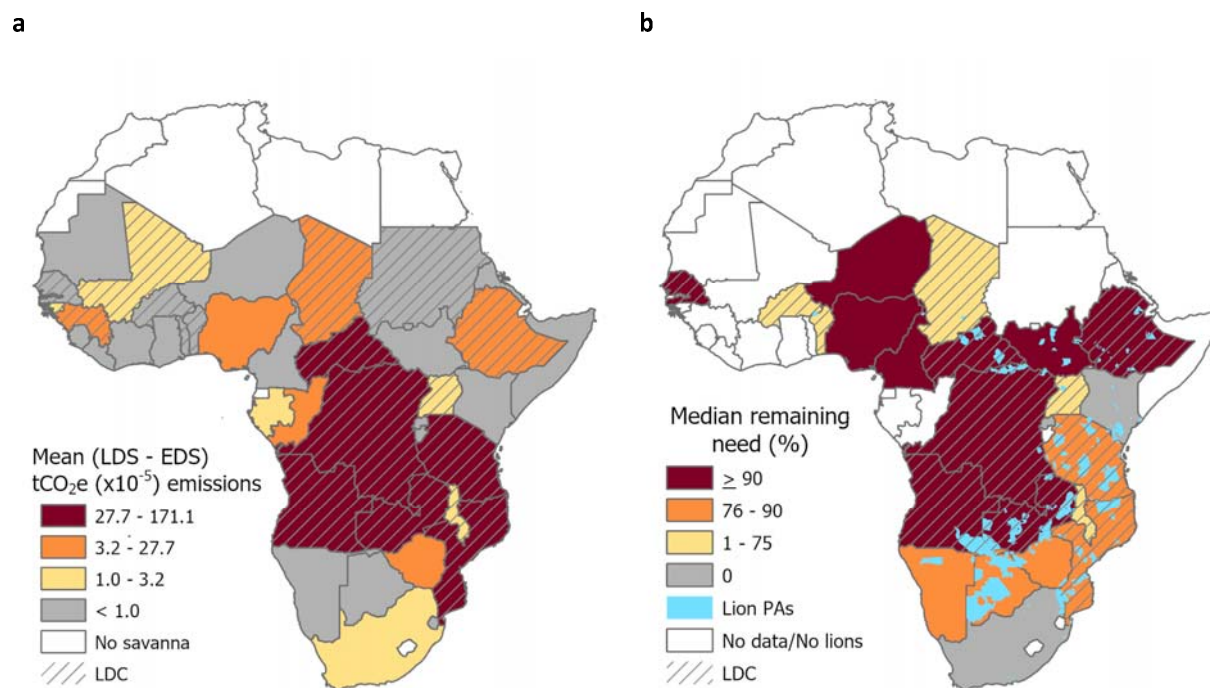 a
b
Mean (LDS - EDS)
tCO₂e (x10⁻⁵) emissions
27.7 - 171.1
3.2 - 27.7
1.0 - 3.2
< 1.0
No savanna
LDC
Median remaining
need (%)
≥ 90
76 - 90
1 - 75
0
Lion PAs
No data/No lions
LDC